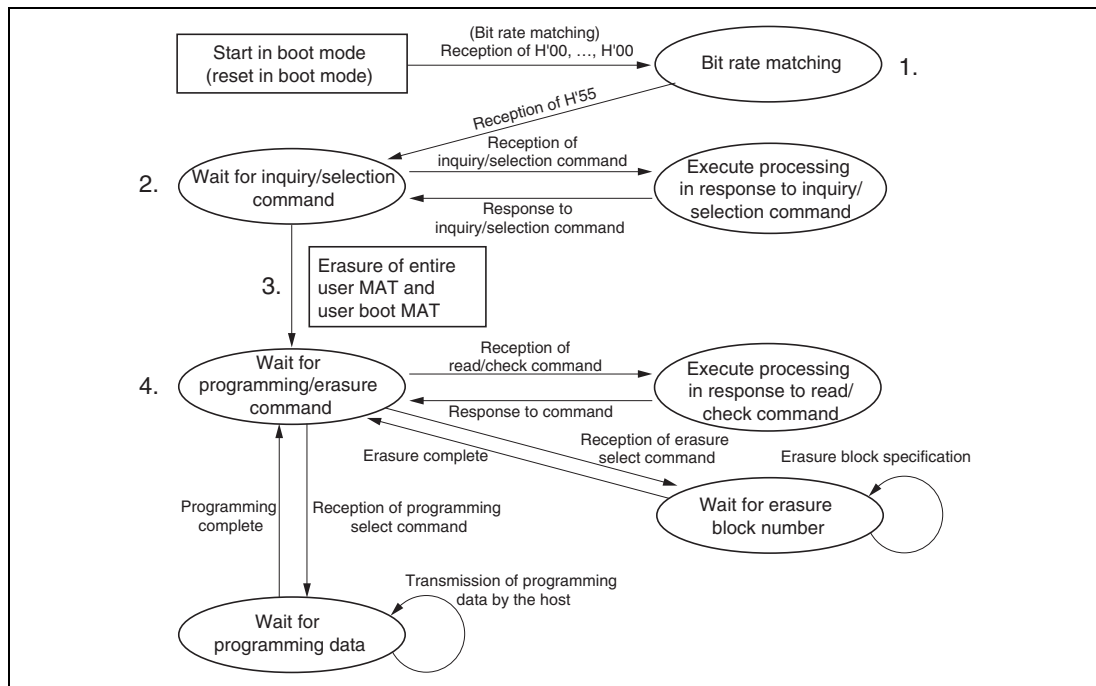 Start in boot mode
(reset in boot mode)
(Bit rate matching)
Reception of H'00, …, H'00
Bit rate matching
1.
Reception of H'55
2.
Wait for inquiry/selection
command
Reception of
inquiry/selection command
Response to
inquiry/selection command
Execute processing
in response to inquiry/
selection command
3.
Erasure of entire
user MAT and
user boot MAT
4.
Wait for
programming/erasure
command
Reception of
read/check command
Response to command
Execute processing
in response to read/
check command
Reception of erasure
select command
Erasure complete
Erasure block specification
Wait for erasure
block number
Programming
complete
Reception of programming
select command
Transmission of programming
data by the host
Wait for
programming data